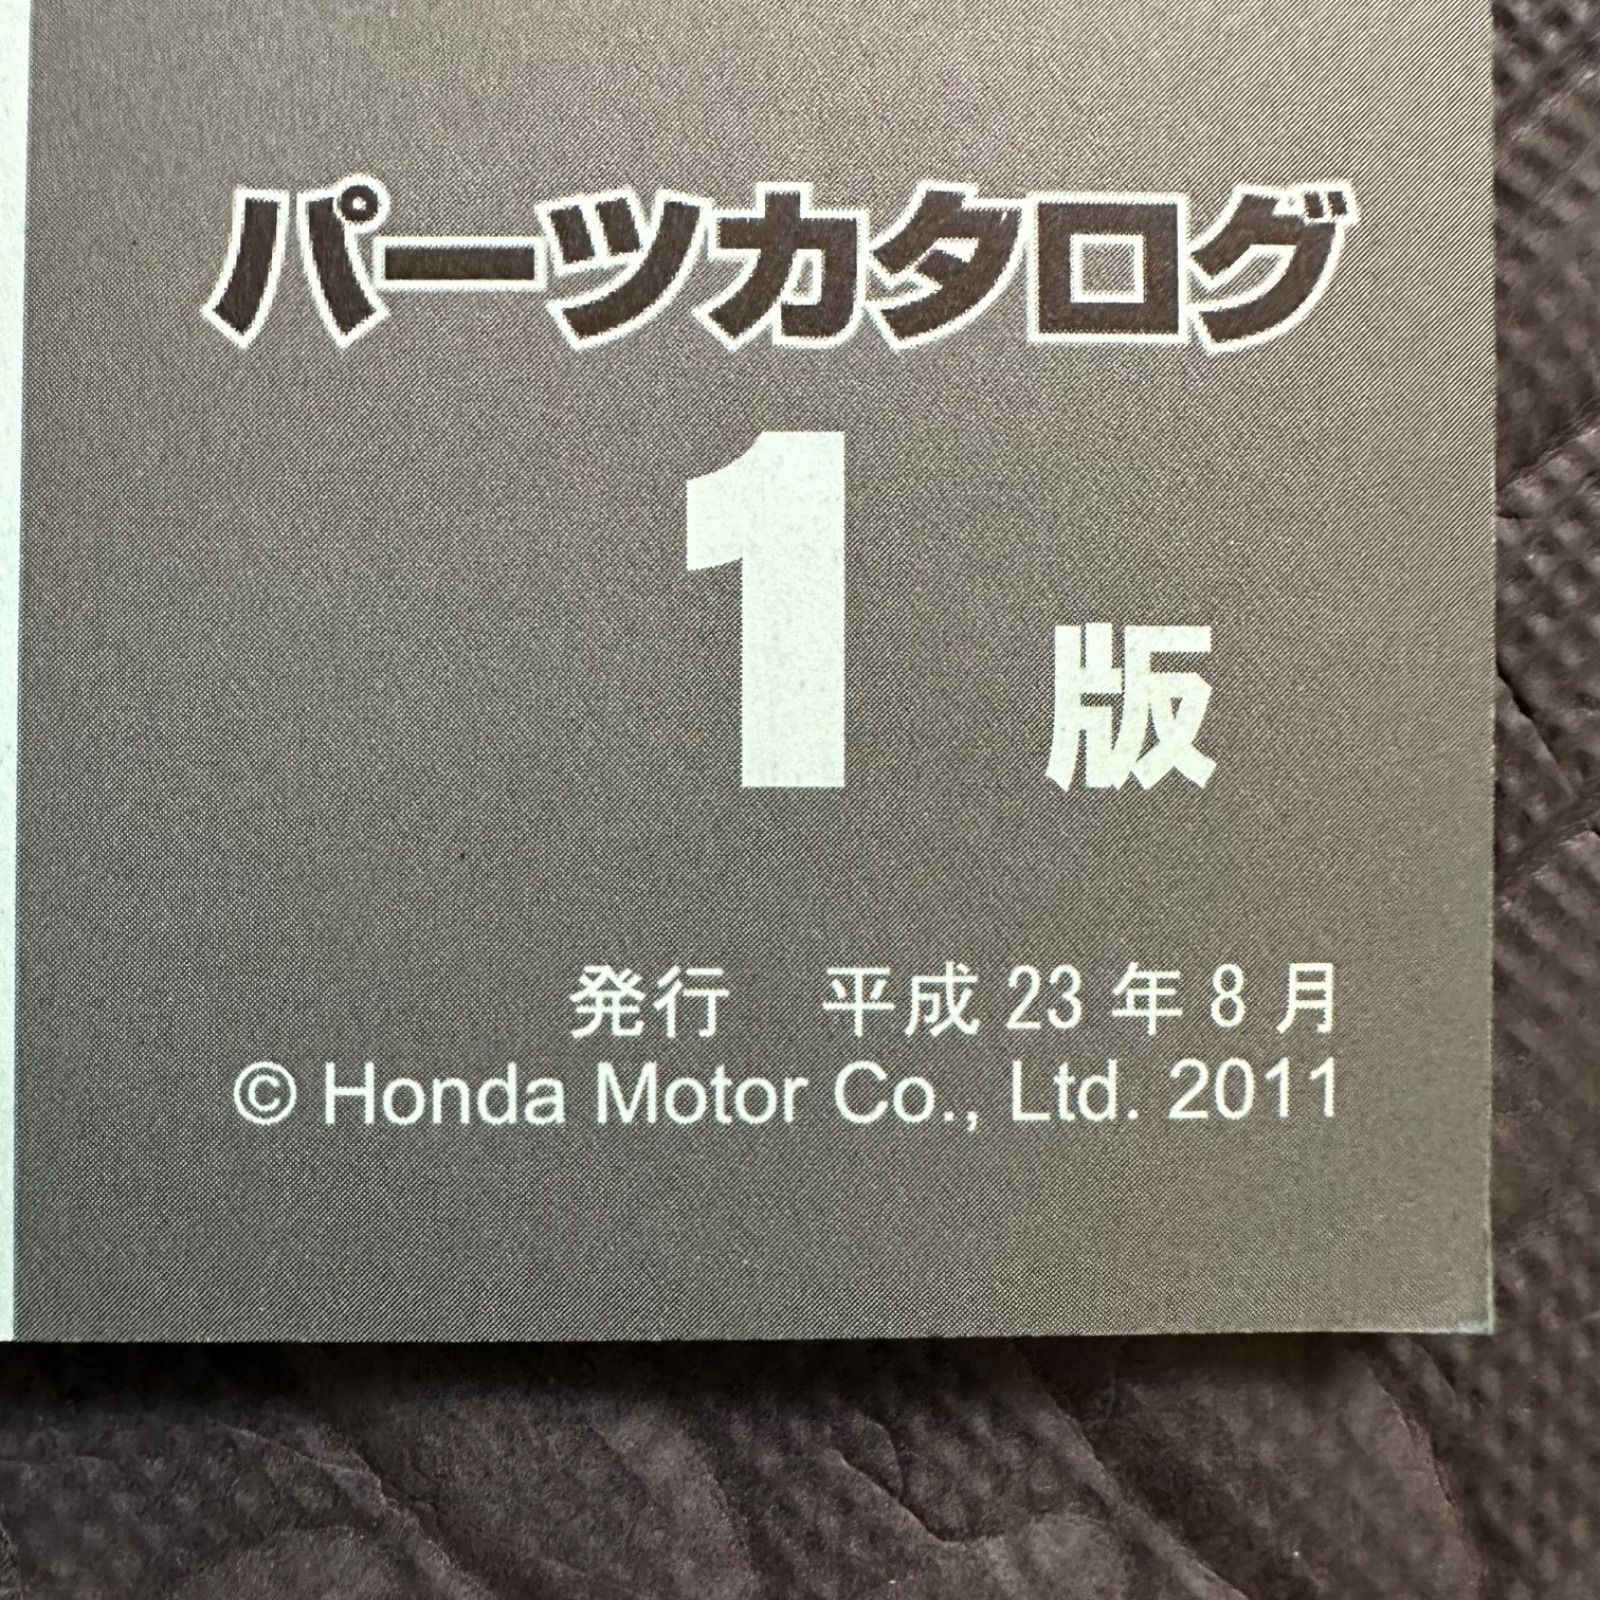 パーツカタログ
1 版
発行　平成 23 年 8 月
© Honda Motor Co., Ltd. 2011